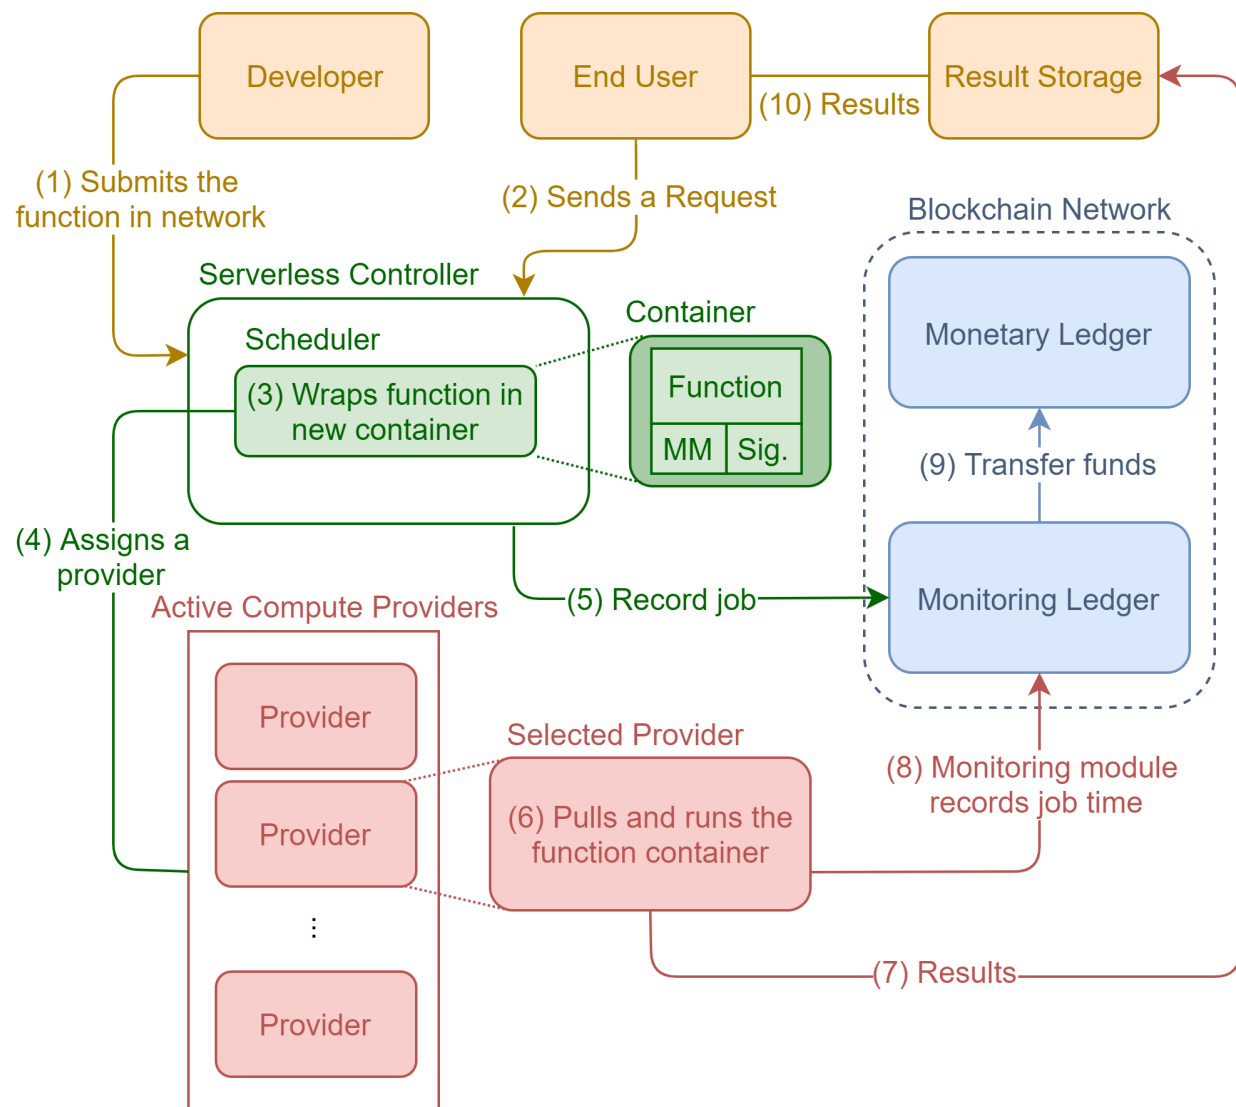 Developer
End User
Result Storage
(10) Results
(1) Submits the
function in network
(2) Sends a Request
Blockchain Network
Serverless Controller
Container
Monetary Ledger
Scheduler
(3) Wraps function in
new container
Function
MM
Sig.
(9) Transfer funds
(4) Assigns a
provider
(5) Record job
Monitoring Ledger
Active Compute Providers
Provider
Selected Provider
(8) Monitoring module
records job time
Provider
(6) Pulls and runs the
function container
⋮
(7) Results
Provider